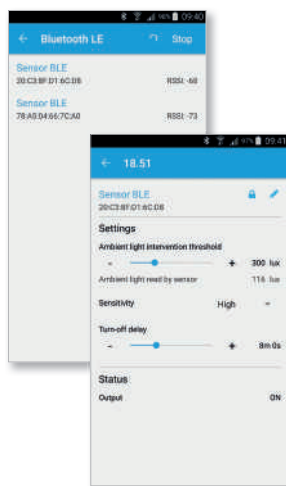 90% 09:40
← Bluetooth LE Stop
Sensor BLE
20:C3:8F:D1:6C:D8 RSSI: -60
Sensor BLE
78:A5:04:66:7C:A0 RSSI: -73
91% 09:41
← 18.51
Sensor BLE
20:C3:8F:D1:6C:D8
Settings
Ambient light intervention threshold
- + 300 lux
Ambient light read by sensor 116 lux
Sensitivity High
Turn-off delay
- + 8m 0s
Status
Output ON